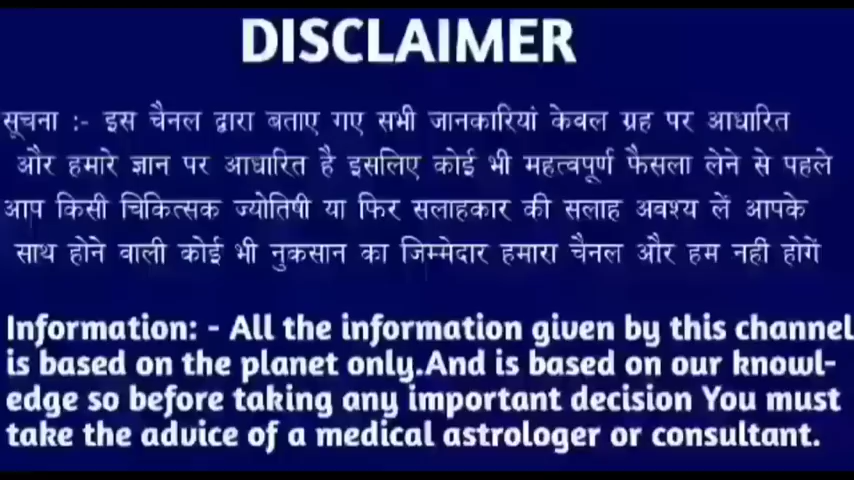 DISCLAIMER
सूचना :- इस चैनल द्वारा बताए गए सभी जानकारियां केवल ग्रह पर आधारित
और हमारे ज्ञान पर आधारित है इसलिए कोई भी महत्वपूर्ण फैसला लेने से पहले
आप किसी चिकित्सक ज्योतिषी या फिर सलाहकार की सलाह अवश्य लें आपके
साथ होने वाली कोई भी नुकसान का जिम्मेदार हमारा चैनल और हम नही होगें
Information: - All the information given by this channel
is based on the planet only.And is based on our knowl-
edge so before taking any important decision You must
take the advice of a medical astrologer or consultant.